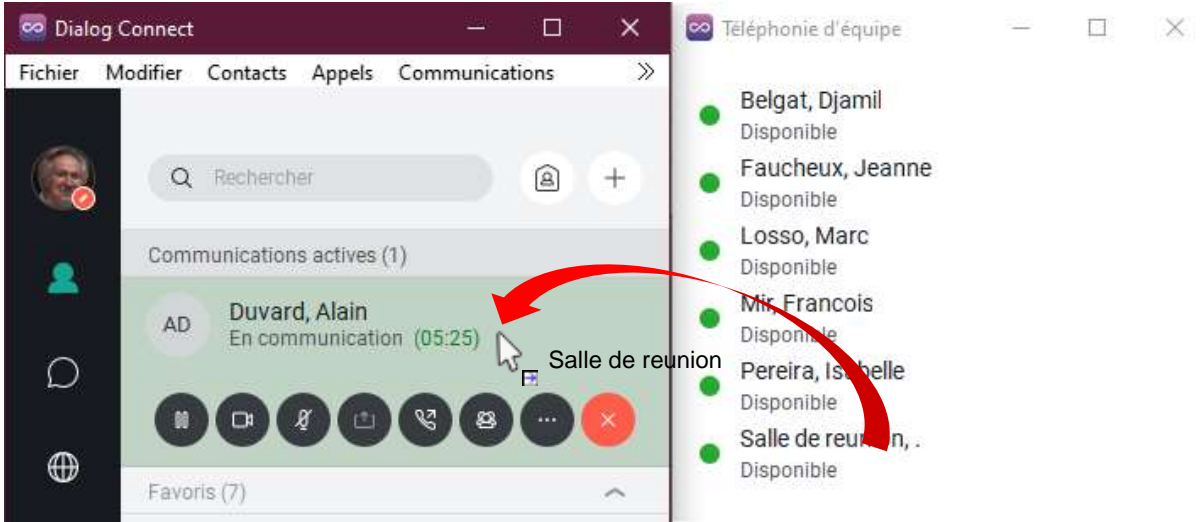 Dialog Connect
Fichier Modifier Contacts Appels Communications
Rechercher
Communications actives (1)
AD
Duvard, Alain
En communication (05:25)
Salle de reunion
Favoris (7)
Téléphonie d'équipe
Belgat, Djamil
Disponible
Faucheux, Jeanne
Disponible
Losso, Marc
Disponible
Mir, Francois
Disponible
Pereira, Isabelle
Disponible
Salle de reunion, .
Disponible